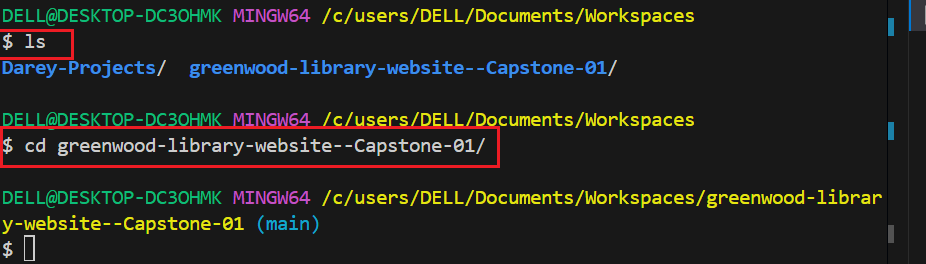 DELL@DESKTOP-DC3OHMK MINGW64 /c/users/DELL/Documents/Workspaces
$ ls
Darey-Projects/  greenwood-library-website--Capstone-01/
DELL@DESKTOP-DC3OHMK MINGW64 /c/users/DELL/Documents/Workspaces
$ cd greenwood-library-website--Capstone-01/
DELL@DESKTOP-DC3OHMK MINGW64 /c/users/DELL/Documents/Workspaces/greenwood-librar
y-website--Capstone-01 (main)
$